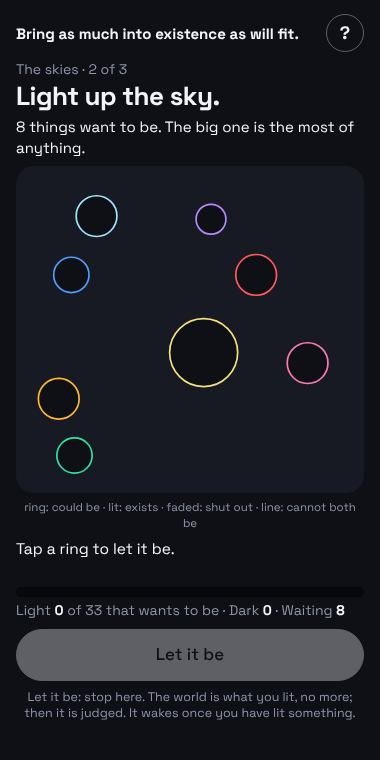 Bring as much into existence as will fit.
?
The skies · 2 of 3
Light up the sky.
8 things want to be. The big one is the most of
anything.
ring: could be · lit: exists · faded: shut out · line: cannot both
be
Tap a ring to let it be.
Light 0 of 33 that wants to be · Dark 0 · Waiting 8
Let it be
Let it be: stop here. The world is what you lit, no more;
then it is judged. It wakes once you have lit something.